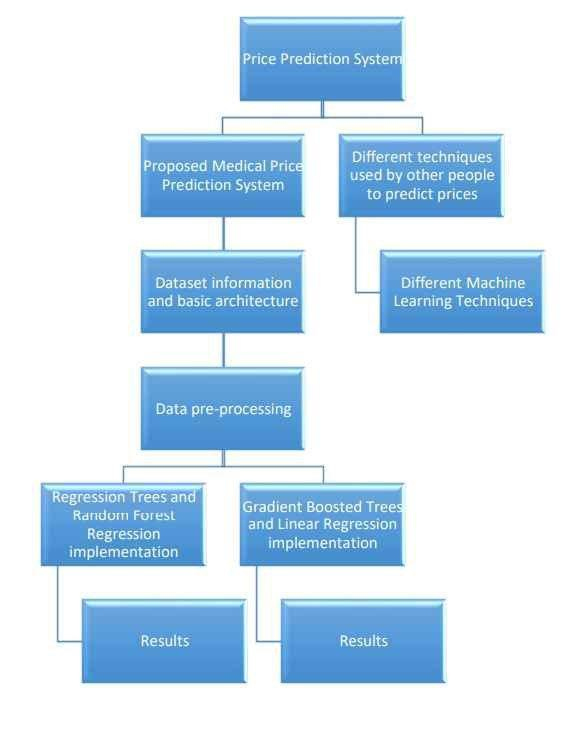 Price Prediction System
Proposed Medical Price
Prediction System
Different techniques
used by other people
to predict prices
Dataset information
and basic architecture
Different Machine
Learning Techniques
Data pre-processing
Regression Trees and
Random Forest
Regression
implementation
Gradient Boosted Trees
and Linear Regression
implementation
Results
Results